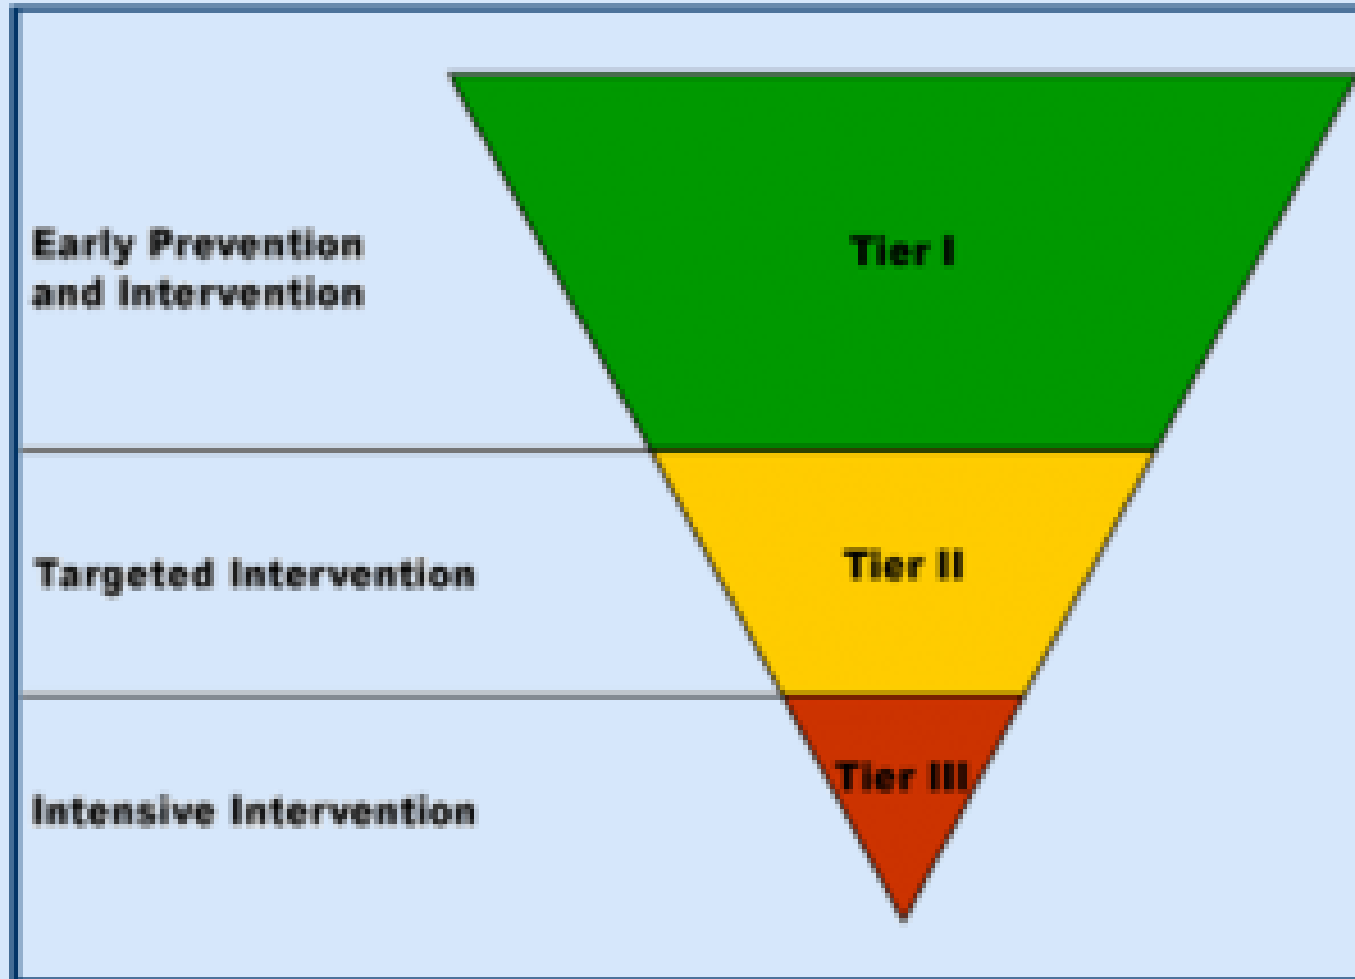 Early Prevention
and Intervention
Tier I
Targeted Intervention
Tier II
Intensive Intervention
Tier III